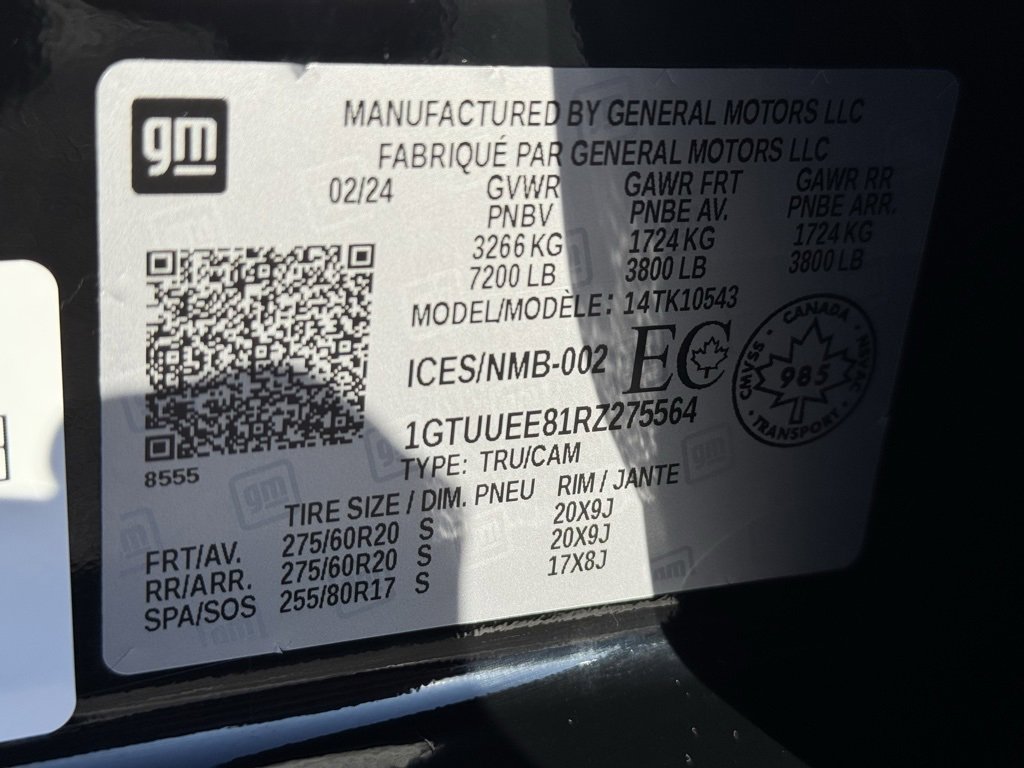 gm
MANUFACTURED BY GENERAL MOTORS LLC
FABRIQUÉ PAR GENERAL MOTORS LLC
02/24 GVWR GAWR FRT GAWR RR
PNBV PNBE AV. PNBE ARR.
3266 KG 1724 KG 1724 KG
7200 LB 3800 LB 3800 LB
MODEL/MODÈLE: 14TK10543
ICES/NMB-002 EC
CANADA
CMVSS 985 NSVAC
TRANSPORT
1GTUUEE81RZ275564
8555
TYPE: TRU/CAM
TIRE SIZE / DIM. PNEU RIM / JANTE
FRT/AV. 275/60R20 S 20X9J
RR/ARR. 275/60R20 S 20X9J
SPA/SOS 255/80R17 S 17X8J